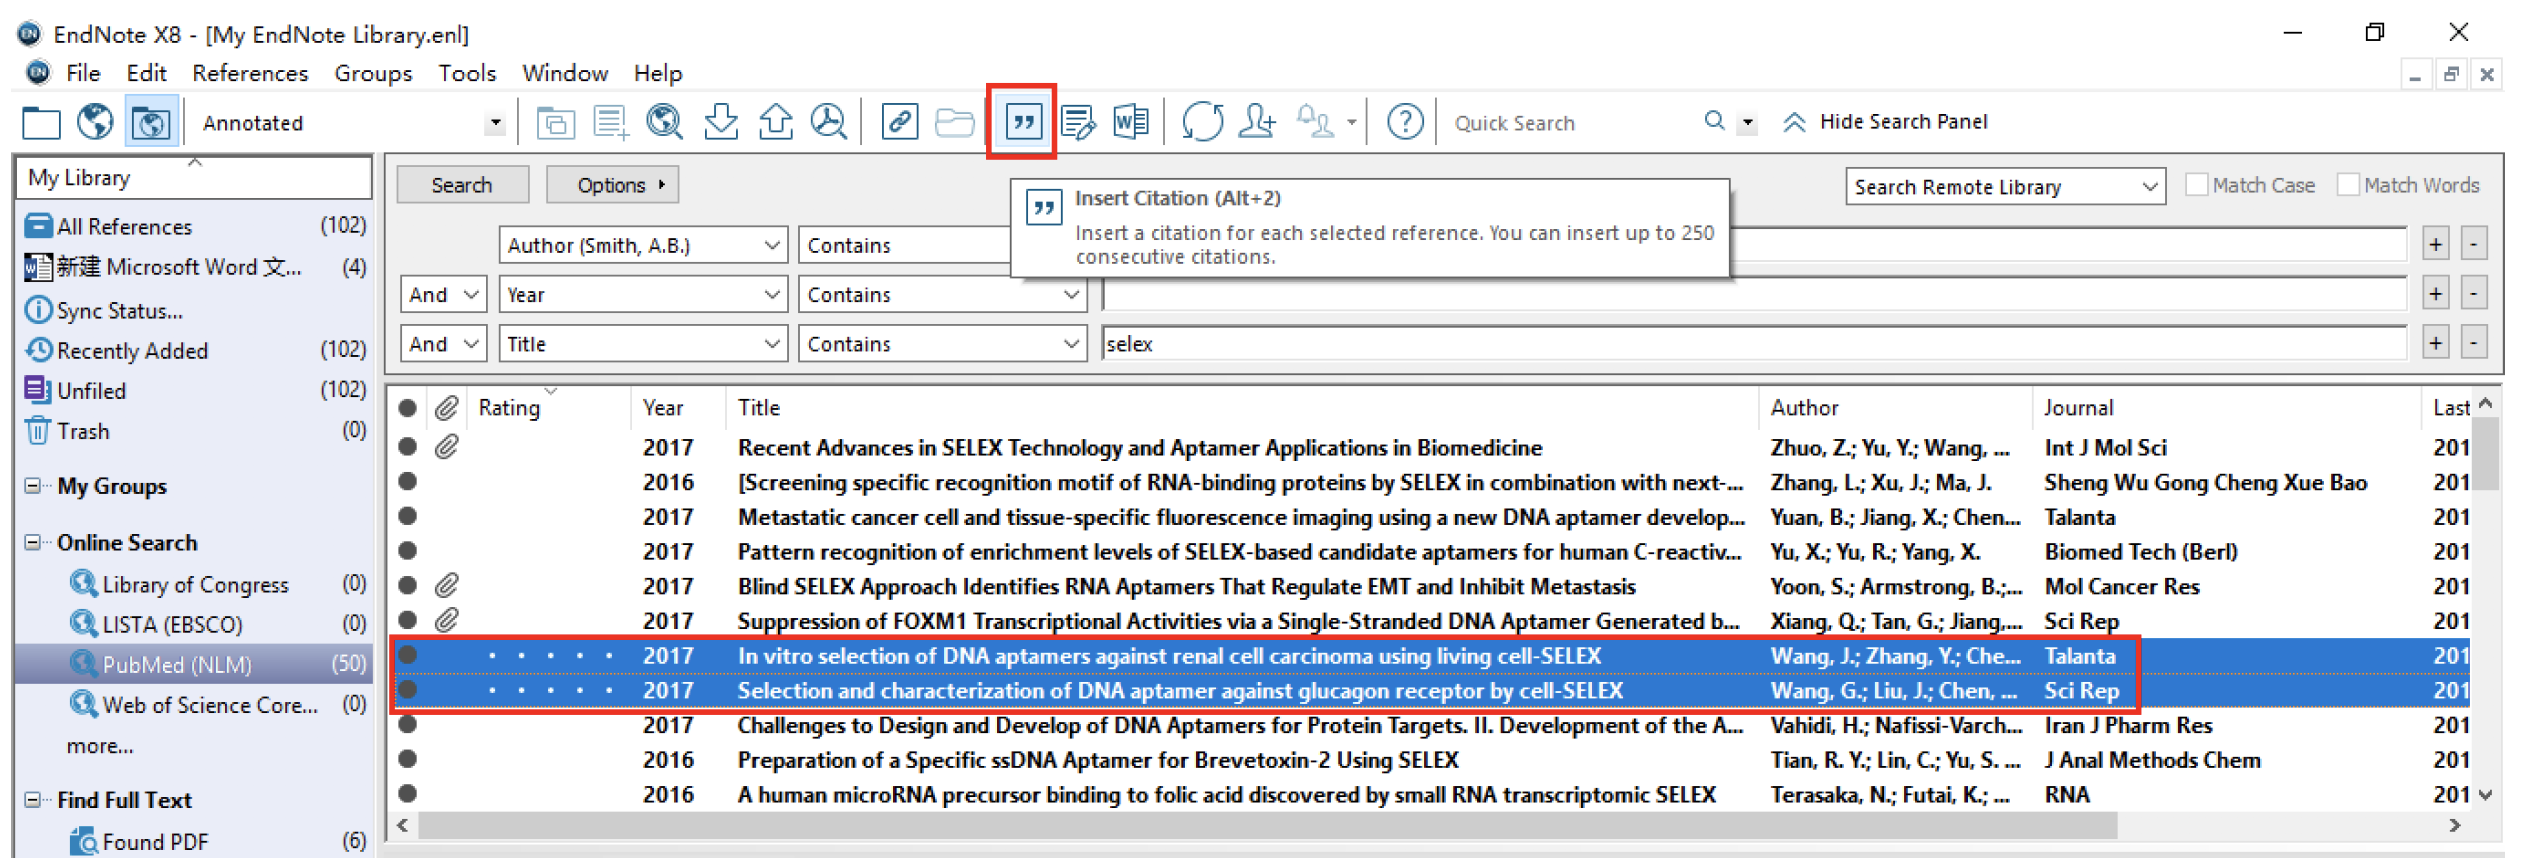 EndNote X8 - [My EndNote Library.enl]
File Edit References Groups Tools Window Help
Annotated
Quick Search
Hide Search Panel
My Library
All References (102)
新建 Microsoft Word 文... (4)
Sync Status...
Recently Added (102)
Unfiled (102)
Trash (0)
My Groups
Online Search
Library of Congress (0)
LISTA (EBSCO) (0)
PubMed (NLM) (50)
Web of Science Core... (0)
more...
Find Full Text
Found PDF (6)
Search Options
Search Remote Library Match Case Match Words
Insert Citation (Alt+2)
Insert a citation for each selected reference. You can insert up to 250
consecutive citations.
Author (Smith, A.B.) Contains + -
And Year Contains + -
And Title Contains selex + -
Rating Year Title Author Journal Last
2017 Recent Advances in SELEX Technology and Aptamer Applications in Biomedicine Zhuo, Z.; Yu, Y.; Wang, ... Int J Mol Sci 201
2016 [Screening specific recognition motif of RNA-binding proteins by SELEX in combination with next-... Zhang, L.; Xu, J.; Ma, J. Sheng Wu Gong Cheng Xue Bao 201
2017 Metastatic cancer cell and tissue-specific fluorescence imaging using a new DNA aptamer develop... Yuan, B.; Jiang, X.; Chen... Talanta 201
2017 Pattern recognition of enrichment levels of SELEX-based candidate aptamers for human C-reactiv... Yu, X.; Yu, R.; Yang, X. Biomed Tech (Berl) 201
2017 Blind SELEX Approach Identifies RNA Aptamers That Regulate EMT and Inhibit Metastasis Yoon, S.; Armstrong, B.;... Mol Cancer Res 201
2017 Suppression of FOXM1 Transcriptional Activities via a Single-Stranded DNA Aptamer Generated b... Xiang, Q.; Tan, G.; Jiang,... Sci Rep 201
2017 In vitro selection of DNA aptamers against renal cell carcinoma using living cell-SELEX Wang, J.; Zhang, Y.; Che... Talanta 201
2017 Selection and characterization of DNA aptamer against glucagon receptor by cell-SELEX Wang, G.; Liu, J.; Chen, ... Sci Rep 201
2017 Challenges to Design and Develop of DNA Aptamers for Protein Targets. II. Development of the A... Vahidi, H.; Nafissi-Varch... Iran J Pharm Res 201
2016 Preparation of a Specific ssDNA Aptamer for Brevetoxin-2 Using SELEX Tian, R. Y.; Lin, C.; Yu, S. ... J Anal Methods Chem 201
2016 A human microRNA precursor binding to folic acid discovered by small RNA transcriptomic SELEX Terasaka, N.; Futai, K.; ... RNA 201